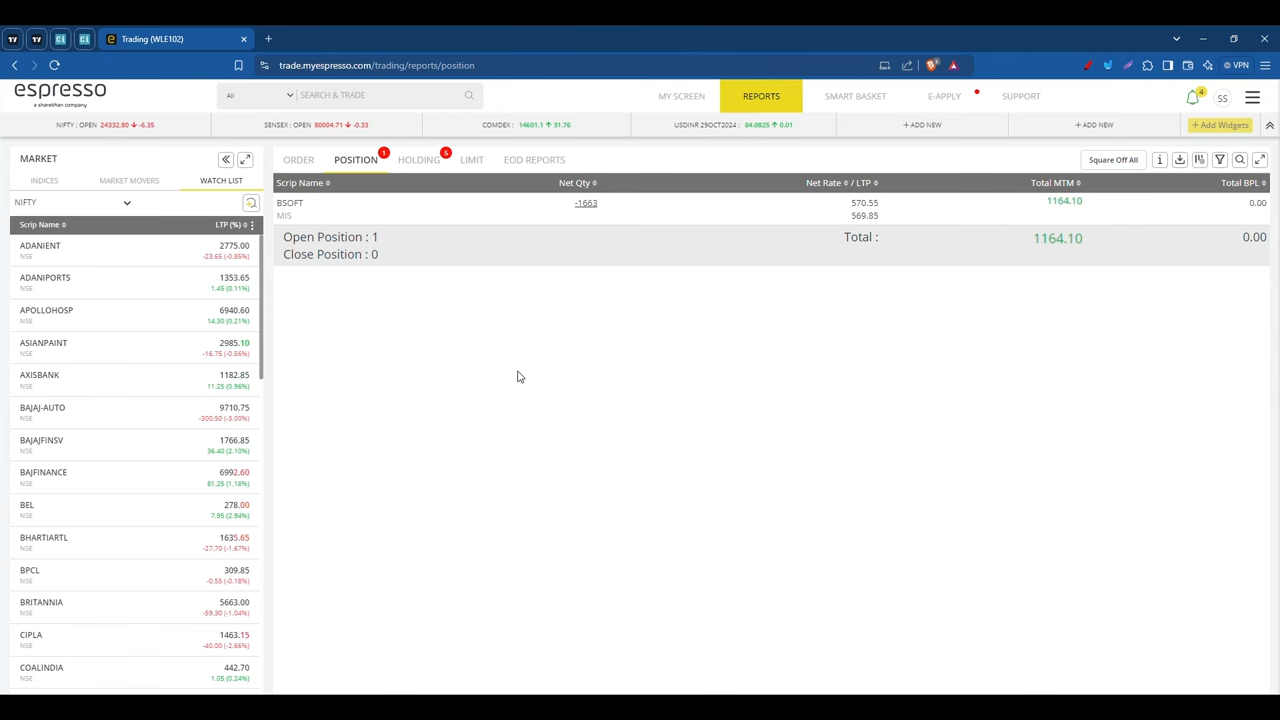 Trading (WLE102)
trade.myespresso.com/trading/reports/position
VPN
espresso
a sharekhan company
All
SEARCH & TRADE
MY SCREEN
REPORTS
SMART BASKET
E-APPLY
SUPPORT
4
SS
NIFTY : OPEN 24332.80 -6.35
SENSEX : OPEN 80004.71 -0.33
COMDEX : 14601.1 31.76
USDINR 29OCT2024 : 84.0825 0.01
+ ADD NEW
+ ADD NEW
+ Add Widgets
MARKET
INDICES
MARKET MOVERS
WATCH LIST
NIFTY
Scrip Name
LTP (%)
ADANIENT 2775.00
NSE -23.65 (-0.85%)
ADANIPORTS 1353.65
NSE 1.45 (0.11%)
APOLLOHOSP 6940.60
NSE 14.30 (0.21%)
ASIANPAINT 2985.10
NSE -16.75 (-0.56%)
AXISBANK 1182.85
NSE 11.25 (0.96%)
BAJAJ-AUTO 9710.75
NSE -300.50 (-3.00%)
BAJAJFINSV 1766.85
NSE 36.40 (2.10%)
BAJFINANCE 6992.60
NSE 81.25 (1.18%)
BEL 278.00
NSE 7.95 (2.94%)
BHARTIARTL 1635.65
NSE -27.70 (-1.67%)
BPCL 309.85
NSE -0.55 (-0.18%)
BRITANNIA 5663.00
NSE -59.30 (-1.04%)
CIPLA 1463.15
NSE -40.00 (-2.66%)
COALINDIA 442.70
NSE 1.05 (0.24%)
ORDER
POSITION 1
HOLDING 5
LIMIT
EOD REPORTS
Square Off All
Scrip Name
Net Qty
Net Rate / LTP
Total MTM
Total BPL
BSOFT -1663 570.55 1164.10 0.00
MIS 569.85
Open Position : 1 Total : 1164.10 0.00
Close Position : 0